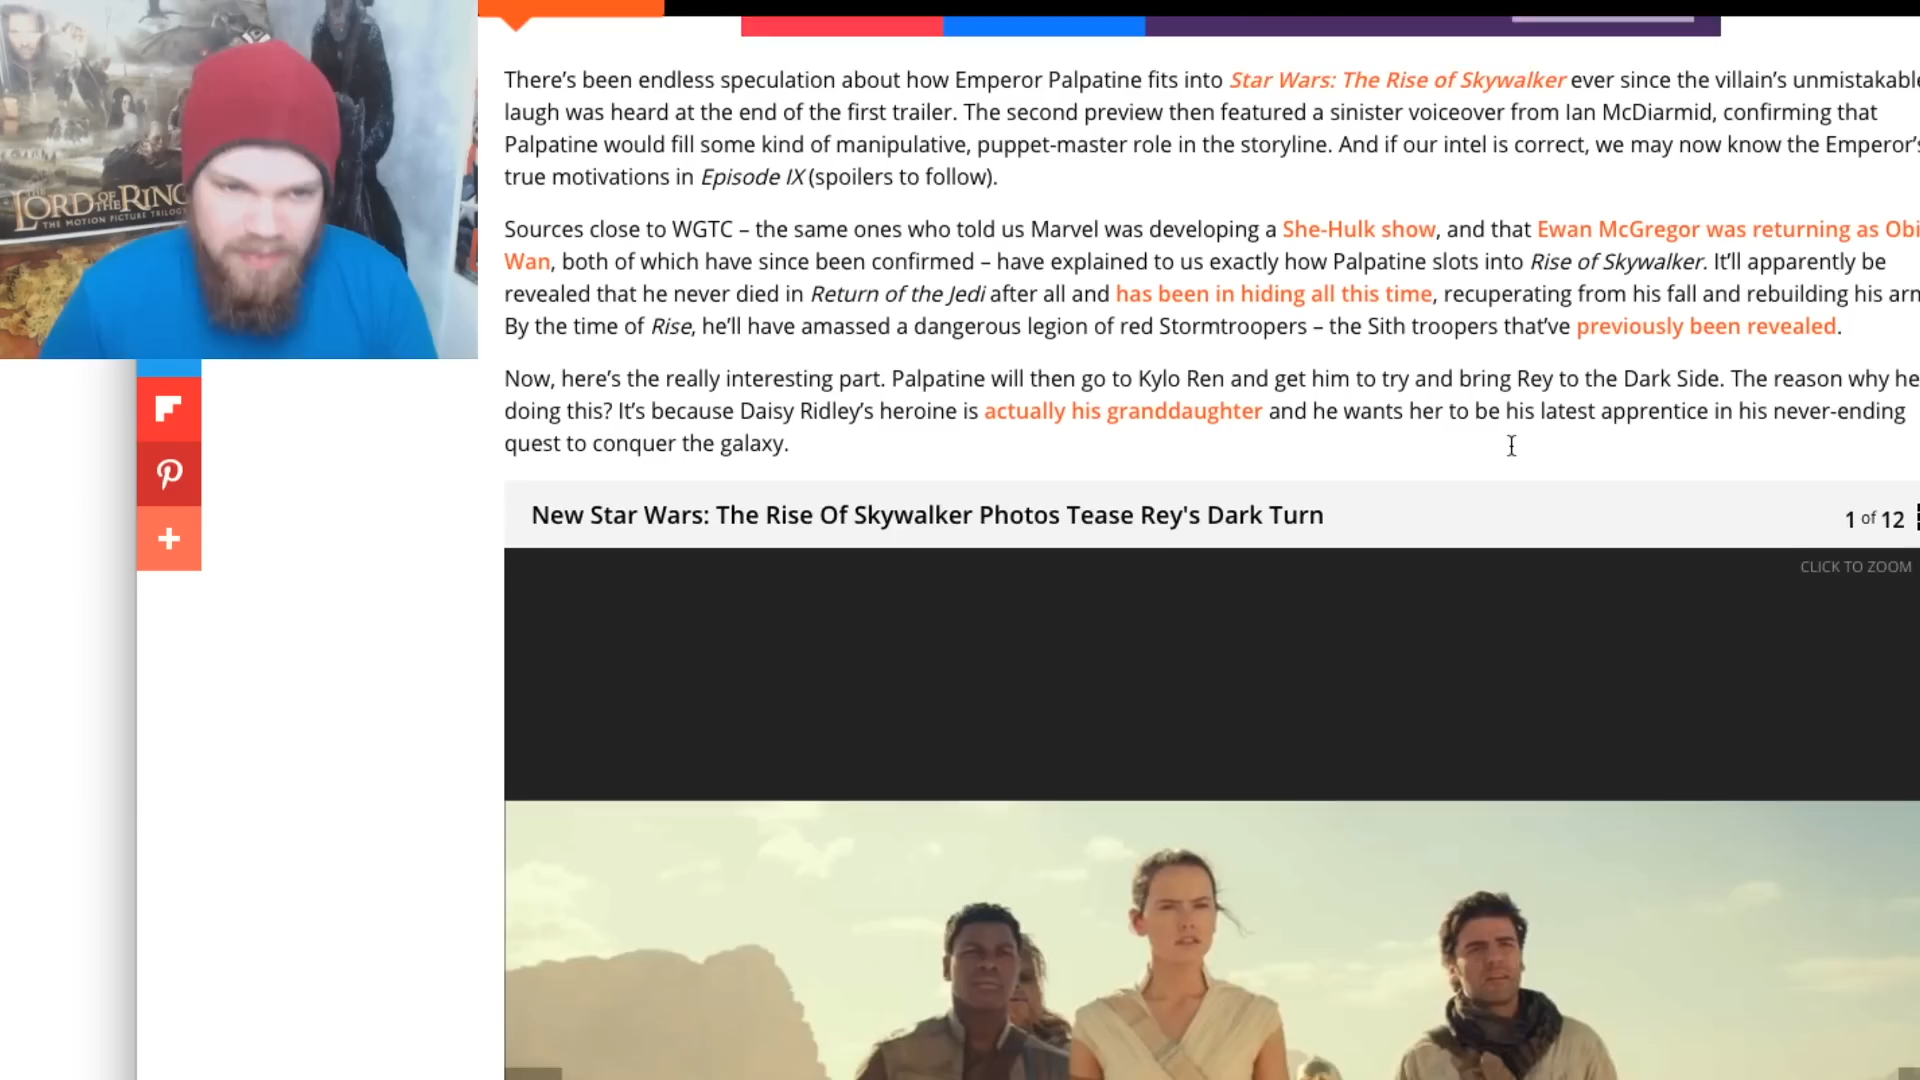 LORD OF THE RING
THE MOTION PICTURE TRILOGY
There's been endless speculation about how Emperor Palpatine fits into Star Wars: The Rise of Skywalker ever since the villain's unmistakable
laugh was heard at the end of the first trailer. The second preview then featured a sinister voiceover from Ian McDiarmid, confirming that
Palpatine would fill some kind of manipulative, puppet-master role in the storyline. And if our intel is correct, we may now know the Emperor's
true motivations in Episode IX (spoilers to follow).
Sources close to WGTC – the same ones who told us Marvel was developing a She-Hulk show, and that Ewan McGregor was returning as Obi
Wan, both of which have since been confirmed – have explained to us exactly how Palpatine slots into Rise of Skywalker. It'll apparently be
revealed that he never died in Return of the Jedi after all and has been in hiding all this time, recuperating from his fall and rebuilding his arm
By the time of Rise, he'll have amassed a dangerous legion of red Stormtroopers – the Sith troopers that've previously been revealed.
Now, here's the really interesting part. Palpatine will then go to Kylo Ren and get him to try and bring Rey to the Dark Side. The reason why he
doing this? It's because Daisy Ridley's heroine is actually his granddaughter and he wants her to be his latest apprentice in his never-ending
quest to conquer the galaxy.
New Star Wars: The Rise Of Skywalker Photos Tease Rey's Dark Turn
1 of 12
CLICK TO ZOOM